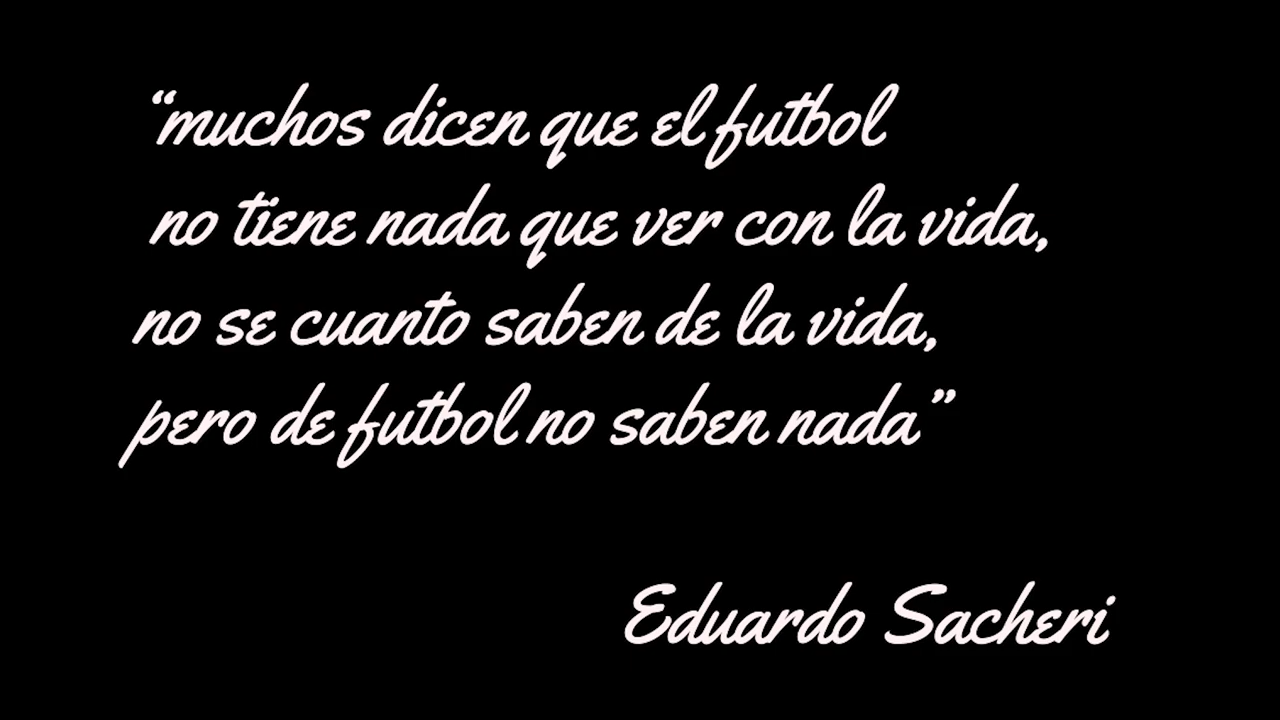 “muchos dicen que el futbol
no tiene nada que ver con la vida,
no se cuanto saben de la vida,
pero de futbol no saben nada”
Eduardo Sacheri